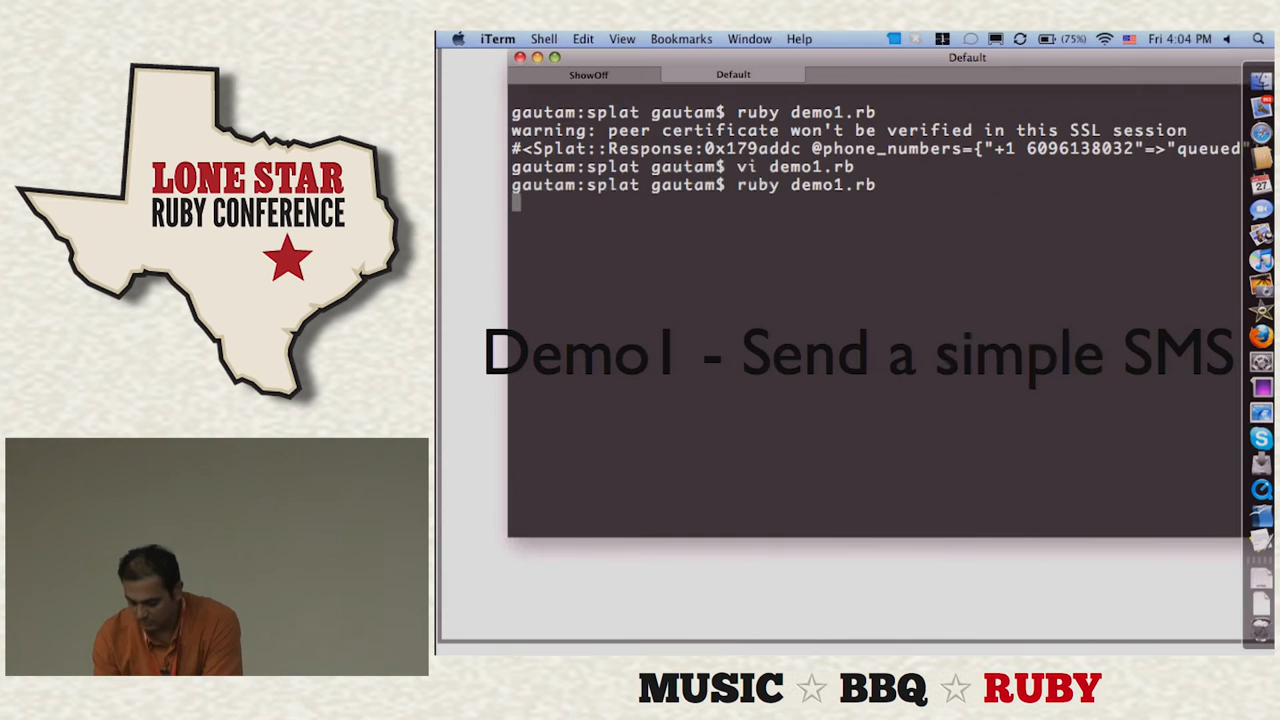 LONE STAR
RUBY CONFERENCE
iTerm Shell Edit View Bookmarks Window Help (75%) Fri 4:04 PM
Default
ShowOff Default
gautam:splat gautam$ ruby demo1.rb
warning: peer certificate won't be verified in this SSL session
#<Splat::Response:0x179addc @phone_numbers={"+1 6096138032"=>"queued"
gautam:splat gautam$ vi demo1.rb
gautam:splat gautam$ ruby demo1.rb
Demo1 - Send a simple SMS
MUSIC ☆ BBQ ☆ RUBY